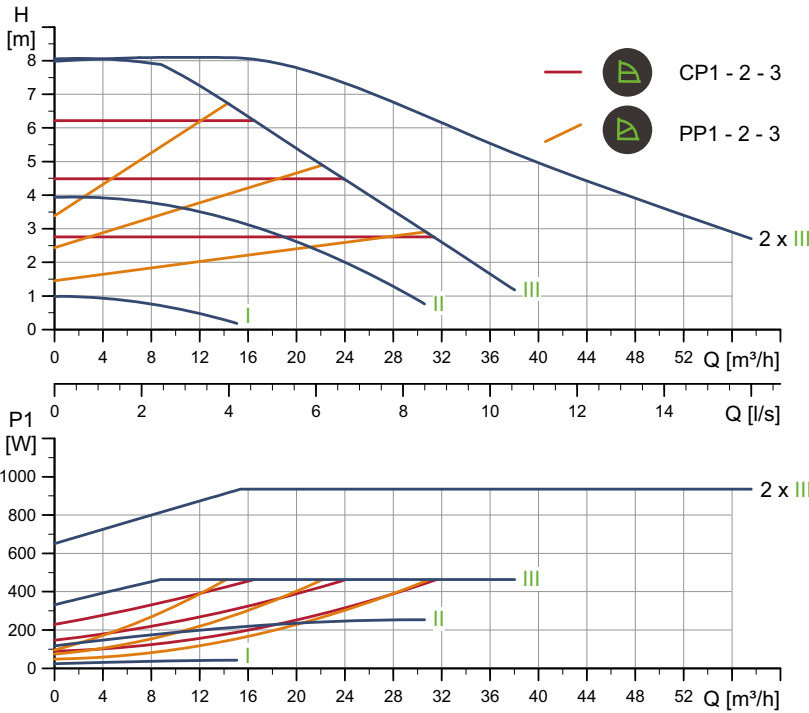 H
[m]
8
7
6
5
4
3
2
1
0
CP1 - 2 - 3
PP1 - 2 - 3
2 x III
III
II
I
0 4 8 12 16 20 24 28 32 36 40 44 48 52 Q [m³/h]
0 2 4 6 8 10 12 14 Q [l/s]
P1
[W]
1000
800
600
400
200
0
2 x III
III
II
I
0 4 8 12 16 20 24 28 32 36 40 44 48 52 Q [m³/h]